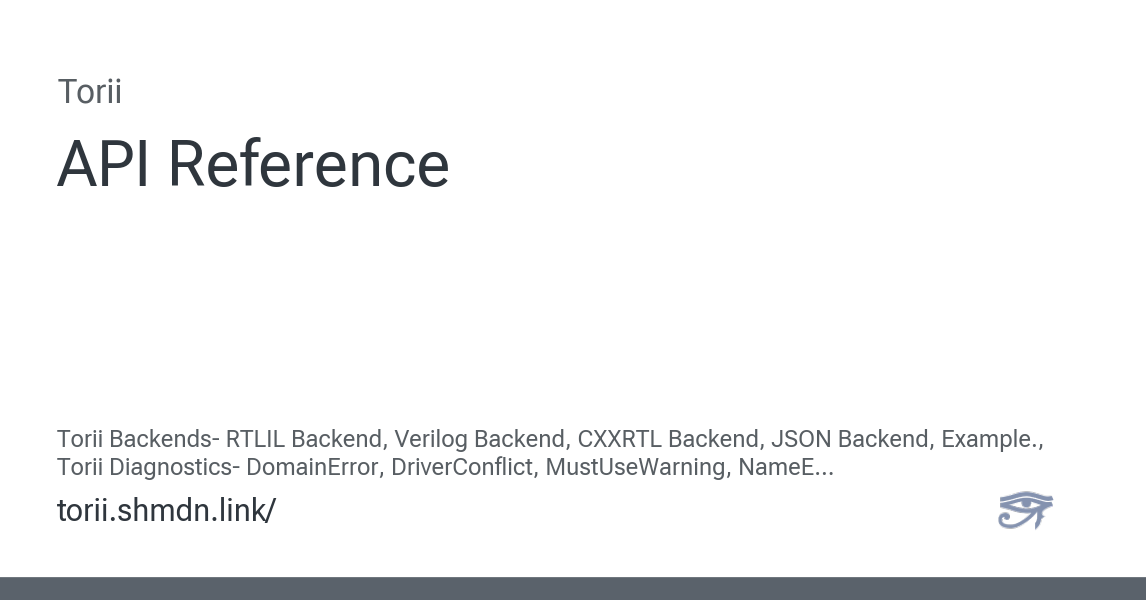 Torii
API Reference
Torii Backends- RTLIL Backend, Verilog Backend, CXXRTL Backend, JSON Backend, Example.,
Torii Diagnostics- DomainError, DriverConflict, MustUseWarning, NameE...
torii.shmdn.link/